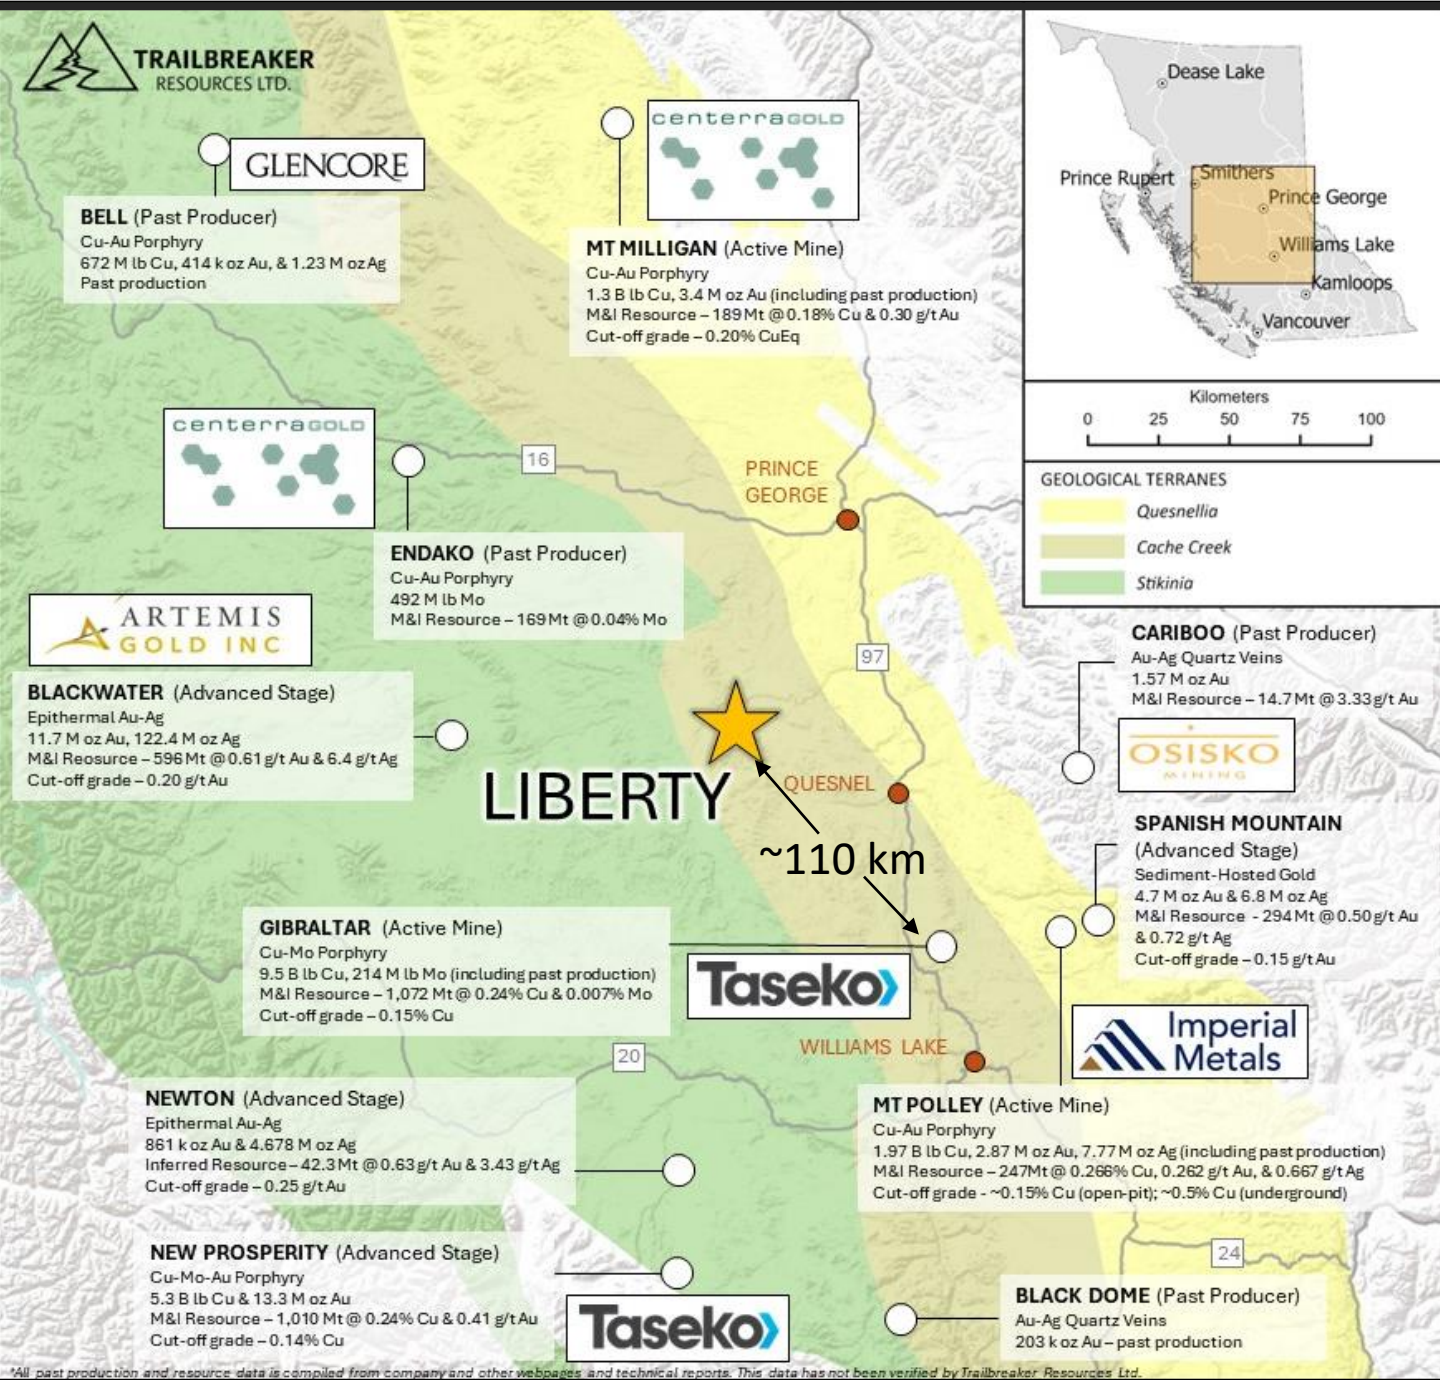 TRAILBREAKER
RESOURCES LTD.
GLENCORE
BELL (Past Producer)
Cu-Au Porphyry
672 M lb Cu, 414 k oz Au, & 1.23 M oz Ag
Past production
centerraGOLD
MT MILLIGAN (Active Mine)
Cu-Au Porphyry
1.3 B lb Cu, 3.4 M oz Au (including past production)
M&I Resource – 189 Mt @ 0.18% Cu & 0.30 g/t Au
Cut-off grade – 0.20% CuEq
Dease Lake
Smithers
Prince Rupert
Prince George
Williams Lake
Kamloops
Vancouver
Kilometers
0 25 50 75 100
GEOLOGICAL TERRANES
Quesnellia
Cache Creek
Stikinia
centerraGOLD
16
PRINCE
GEORGE
ENDAKO (Past Producer)
Cu-Au Porphyry
492 M lb Mo
M&I Resource – 169 Mt @ 0.04% Mo
ARTEMIS
GOLD INC
BLACKWATER (Advanced Stage)
Epithermal Au-Ag
11.7 M oz Au, 122.4 M oz Ag
M&I Reosurce – 596 Mt @ 0.61 g/t Au & 6.4 g/t Ag
Cut-off grade – 0.20 g/t Au
97
LIBERTY
QUESNEL
~110 km
CARIBOO (Past Producer)
Au-Ag Quartz Veins
1.57 M oz Au
M&I Resource – 14.7 Mt @ 3.33 g/t Au
OSISKO
MINING
SPANISH MOUNTAIN
(Advanced Stage)
Sediment-Hosted Gold
4.7 M oz Au & 6.8 M oz Ag
M&I Resource - 294 Mt @ 0.50 g/t Au
& 0.72 g/t Ag
Cut-off grade – 0.15 g/t Au
GIBRALTAR (Active Mine)
Cu-Mo Porphyry
9.5 B lb Cu, 214 M lb Mo (including past production)
M&I Resource – 1,072 Mt @ 0.24% Cu & 0.007% Mo
Cut-off grade – 0.15% Cu
Taseko
Imperial
Metals
WILLIAMS LAKE
20
MT POLLEY (Active Mine)
Cu-Au Porphyry
1.97 B lb Cu, 2.87 M oz Au, 7.77 M oz Ag (including past production)
M&I Resource – 247Mt @ 0.266% Cu, 0.262 g/t Au, & 0.667 g/t Ag
Cut-off grade - ~0.15% Cu (open-pit); ~0.5% Cu (underground)
NEWTON (Advanced Stage)
Epithermal Au-Ag
861 k oz Au & 4.678 M oz Ag
Inferred Resource – 42.3 Mt @ 0.63 g/t Au & 3.43 g/t Ag
Cut-off grade – 0.25 g/t Au
NEW PROSPERITY (Advanced Stage)
Cu-Mo-Au Porphyry
5.3 B lb Cu & 13.3 M oz Au
M&I Resource – 1,010 Mt @ 0.24% Cu & 0.41 g/t Au
Cut-off grade – 0.14% Cu
Taseko
24
BLACK DOME (Past Producer)
Au-Ag Quartz Veins
203 k oz Au – past production
*All past production and resource data is compiled from company and other webpages and technical reports. This data has not been verified by Trailbreaker Resources Ltd.